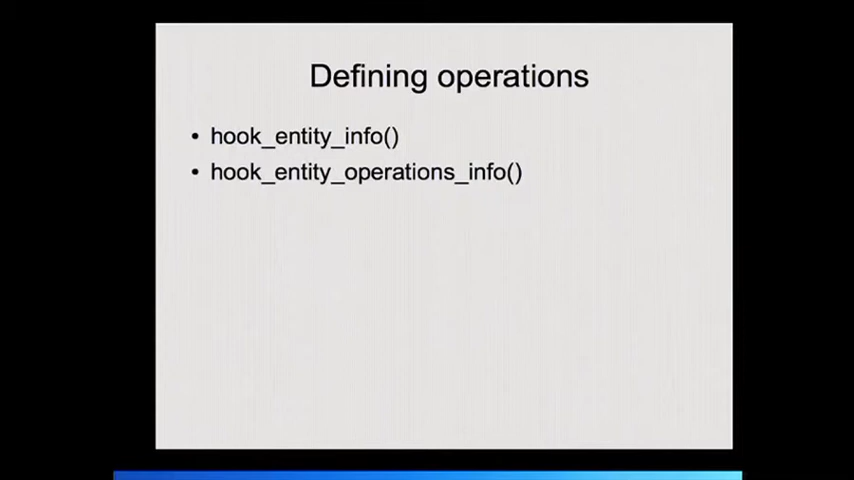 Defining operations
• hook_entity_info()
• hook_entity_operations_info()